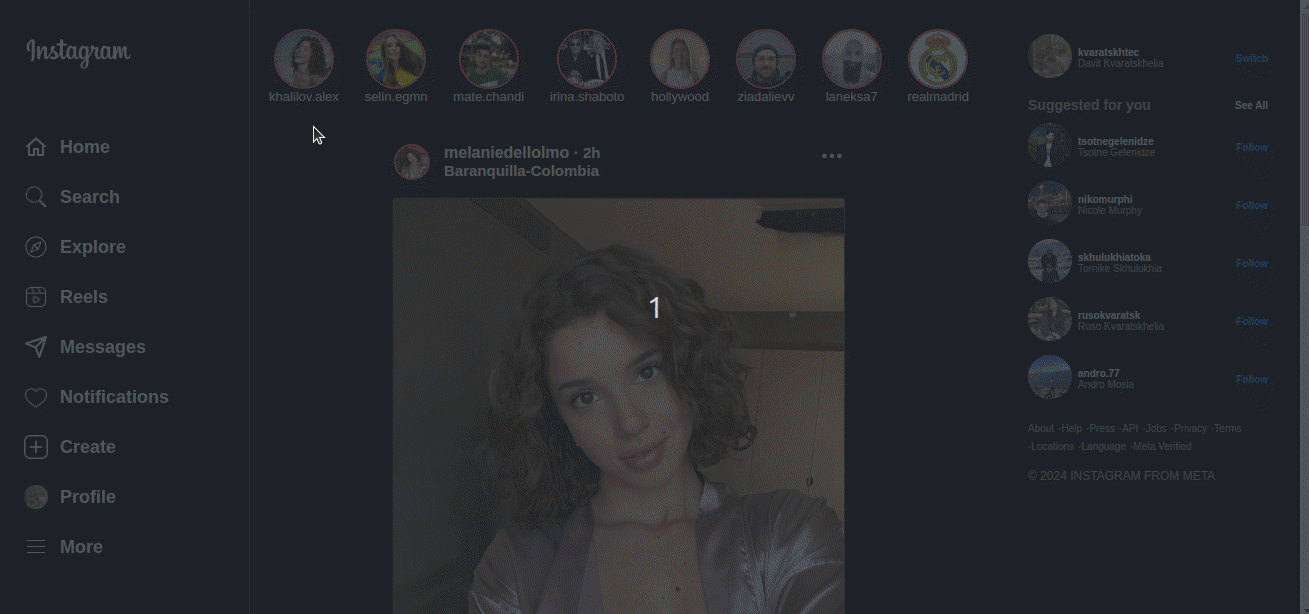 Instagram
Home
Search
Explore
Reels
Messages
Notifications
Create
Profile
More
khalilov.alex
selin.egmn
mate.chandi
irina.shaboto
hollywood
ziadalievv
laneksa7
realmadrid
melaniedellolmo · 2h
Baranquilla-Colombia
1
kvaratskhtec
Davit Kvaratskhelia
Switch
Suggested for you
See All
tsotnegelenidze
Tsotne Gelenidze
Follow
nikomurphi
Nicole Murphy
Follow
skhulukhiatoka
Tornike Skhulukhia
Follow
rusokvaratsk
Ruso Kvaratskhelia
Follow
andro.77
Andro Mosia
Follow
About ·Help ·Press ·API ·Jobs ·Privacy ·Terms
·Locations ·Language ·Meta Verified
© 2024 INSTAGRAM FROM META